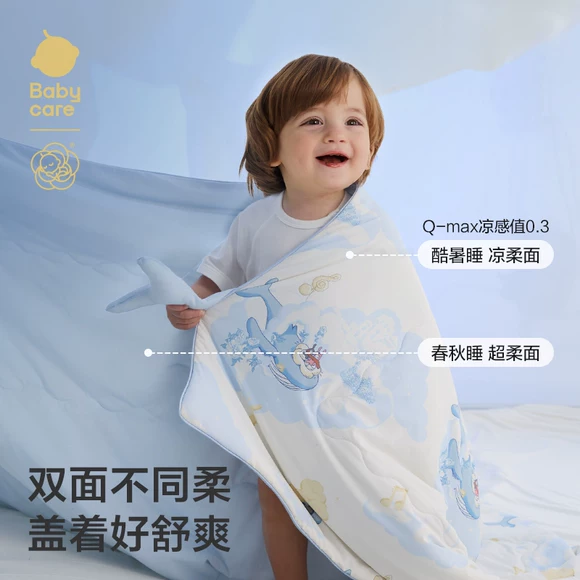 Baby
care
Q-max凉感值0.3
酷暑睡 凉柔面
春秋睡 超柔面
双面不同柔
盖着好舒爽